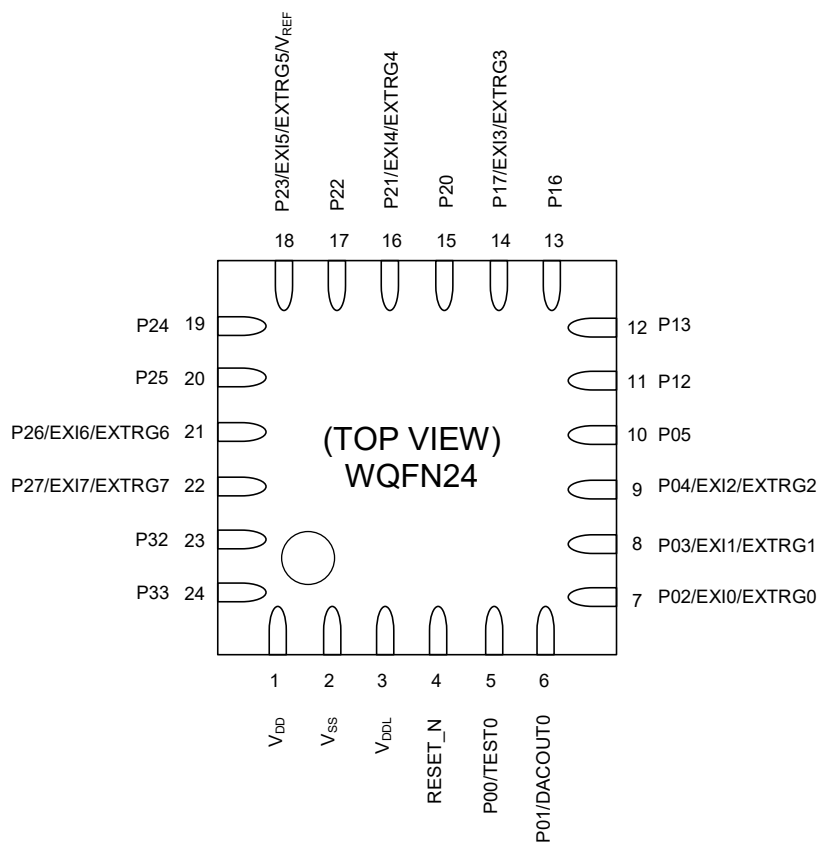 P23/EXI5/EXTRG5/VREF
P22
P21/EXI4/EXTRG4
P20
P17/EXI3/EXTRG3
P16
18
17
16
15
14
13
P24 19
P25 20
P26/EXI6/EXTRG6 21
P27/EXI7/EXTRG7 22
P32 23
P33 24
(TOP VIEW)
WQFN24
12 P13
11 P12
10 P05
9 P04/EXI2/EXTRG2
8 P03/EXI1/EXTRG1
7 P02/EXI0/EXTRG0
1
2
3
4
5
6
VDD
VSS
VDDL
RESET_N
P00/TEST0
P01/DACOUT0